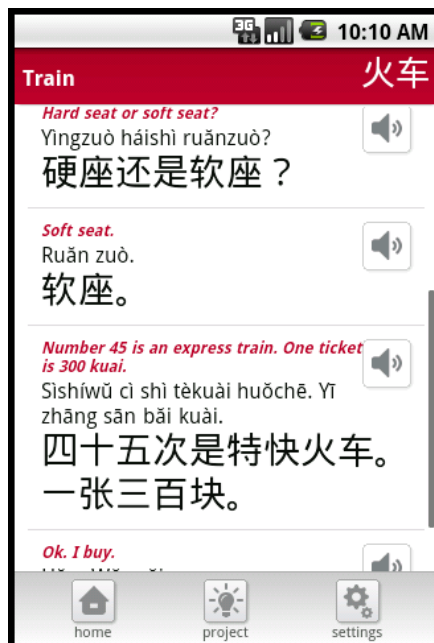 3G 10:10 AM
Train 火车
Hard seat or soft seat?
Yìngzuò háishì ruǎnzuò?
硬座还是软座？
Soft seat.
Ruǎn zuò.
软座。
Number 45 is an express train. One ticket
is 300 kuai.
Sìshíwǔ cì shì tèkuài huǒchē. Yī
zhāng sān bǎi kuài.
四十五次是特快火车。
一张三百块。
Ok. I buy.
home project settings